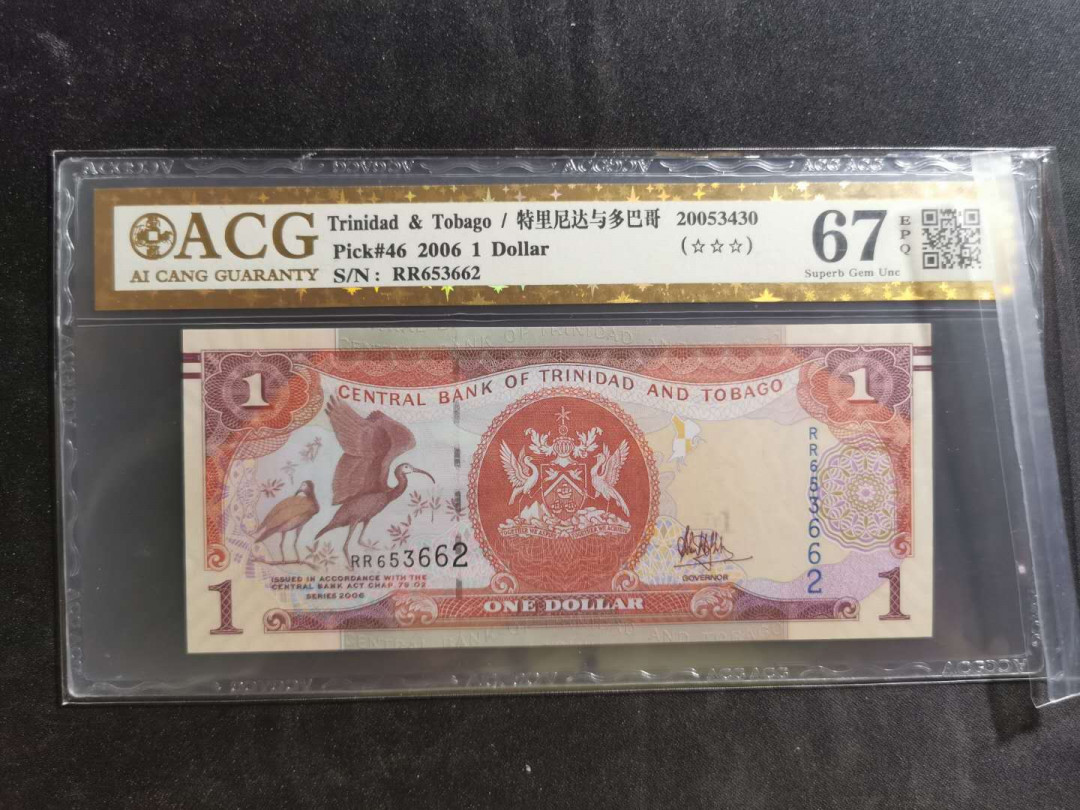 ACG
AI CANG GUARANTY
Trinidad & Tobago / 特里尼达与多巴哥 20053430
Pick#46 2006 1 Dollar (☆☆☆)
S/N: RR653662
67
EPQ
Superb Gem Unc
1
CENTRAL BANK OF TRINIDAD AND TOBAGO
1
RR653662
RR653662
ISSUED IN ACCORDANCE WITH THE
CENTRAL BANK ACT CHAP. 79:02
SERIES 2006
GOVERNOR
1
ONE DOLLAR
1